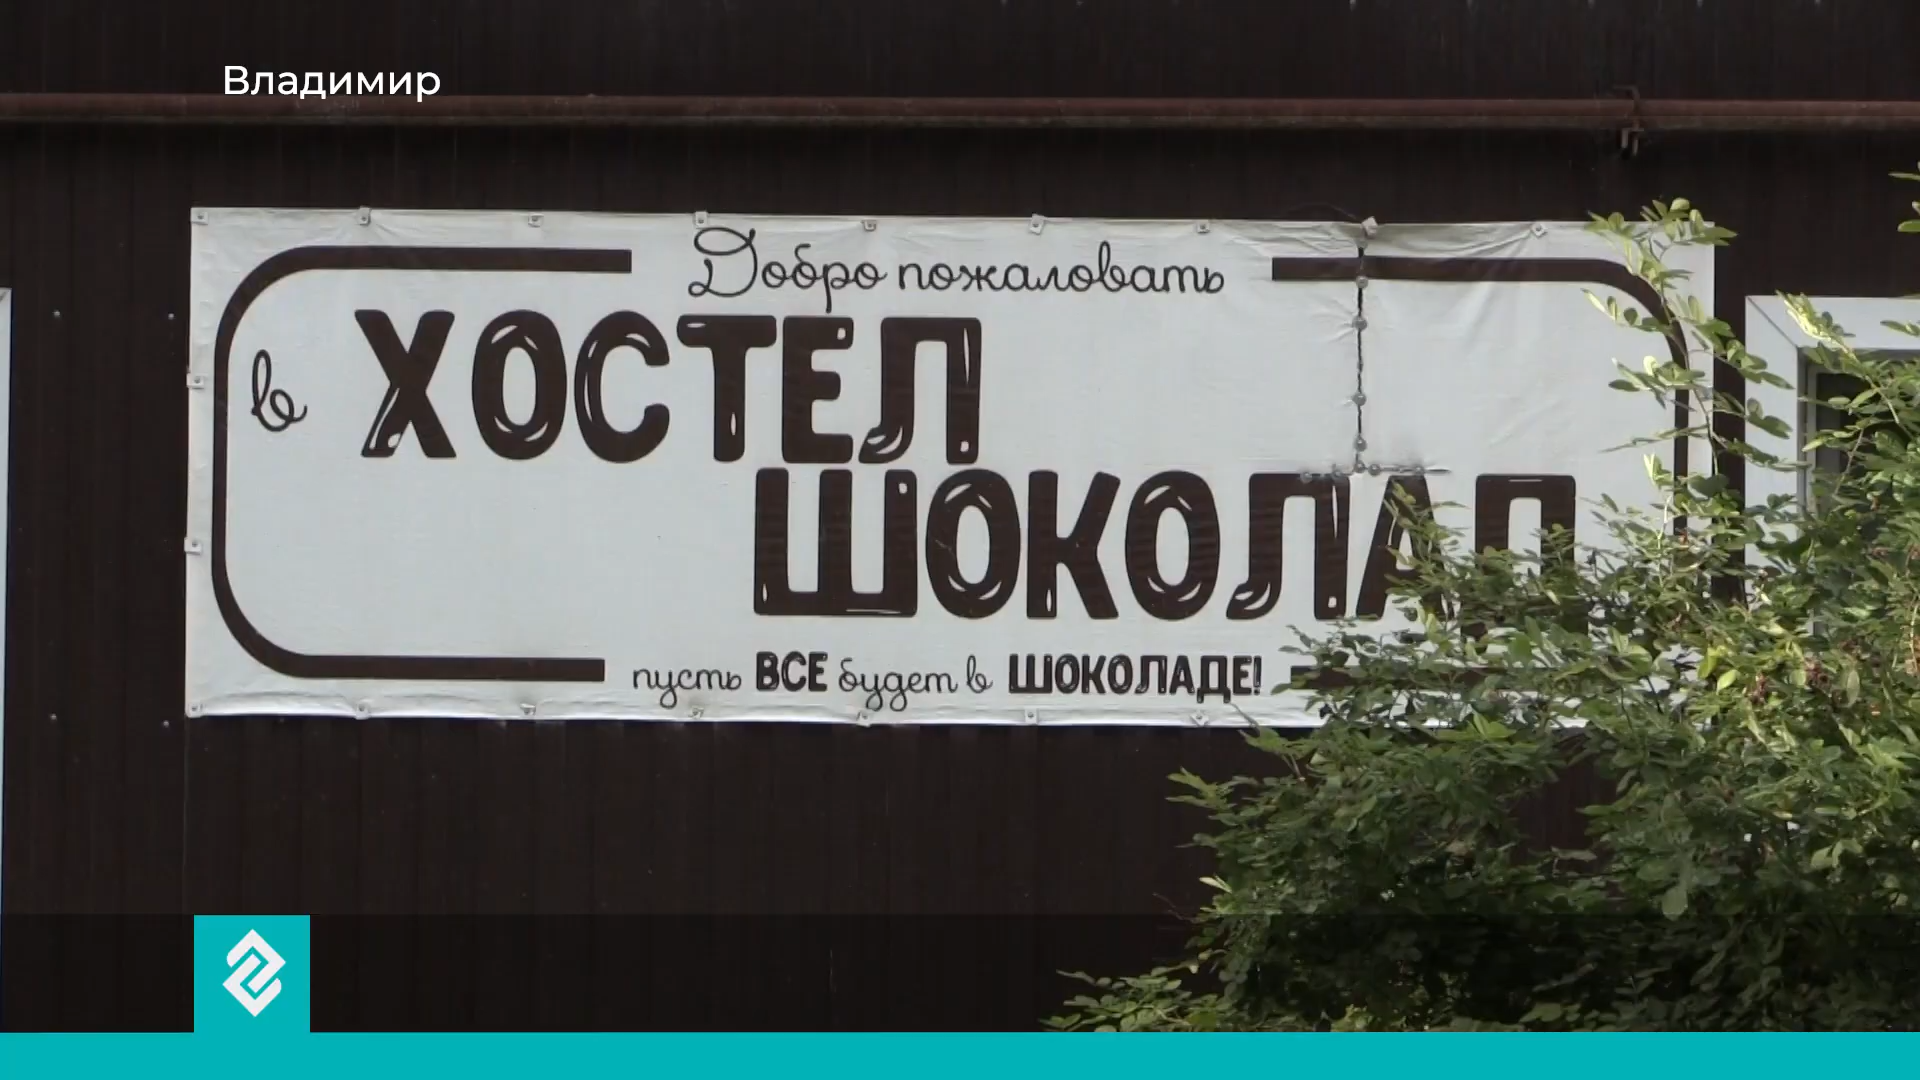 Владимир
Добро пожаловать
в ХОСТЕЛ
ШОКОЛАД
пусть ВСЕ будет в ШОКОЛАДЕ!